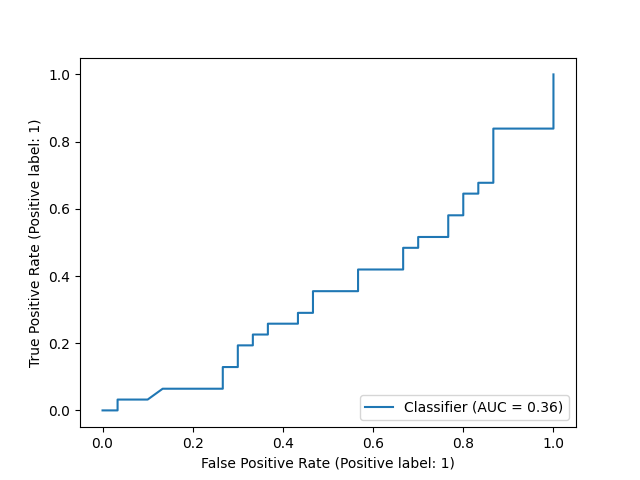 1.0
0.8
0.6
0.4
0.2
0.0
True Positive Rate (Positive label: 1)
Classifier (AUC = 0.36)
0.0 0.2 0.4 0.6 0.8 1.0
False Positive Rate (Positive label: 1)